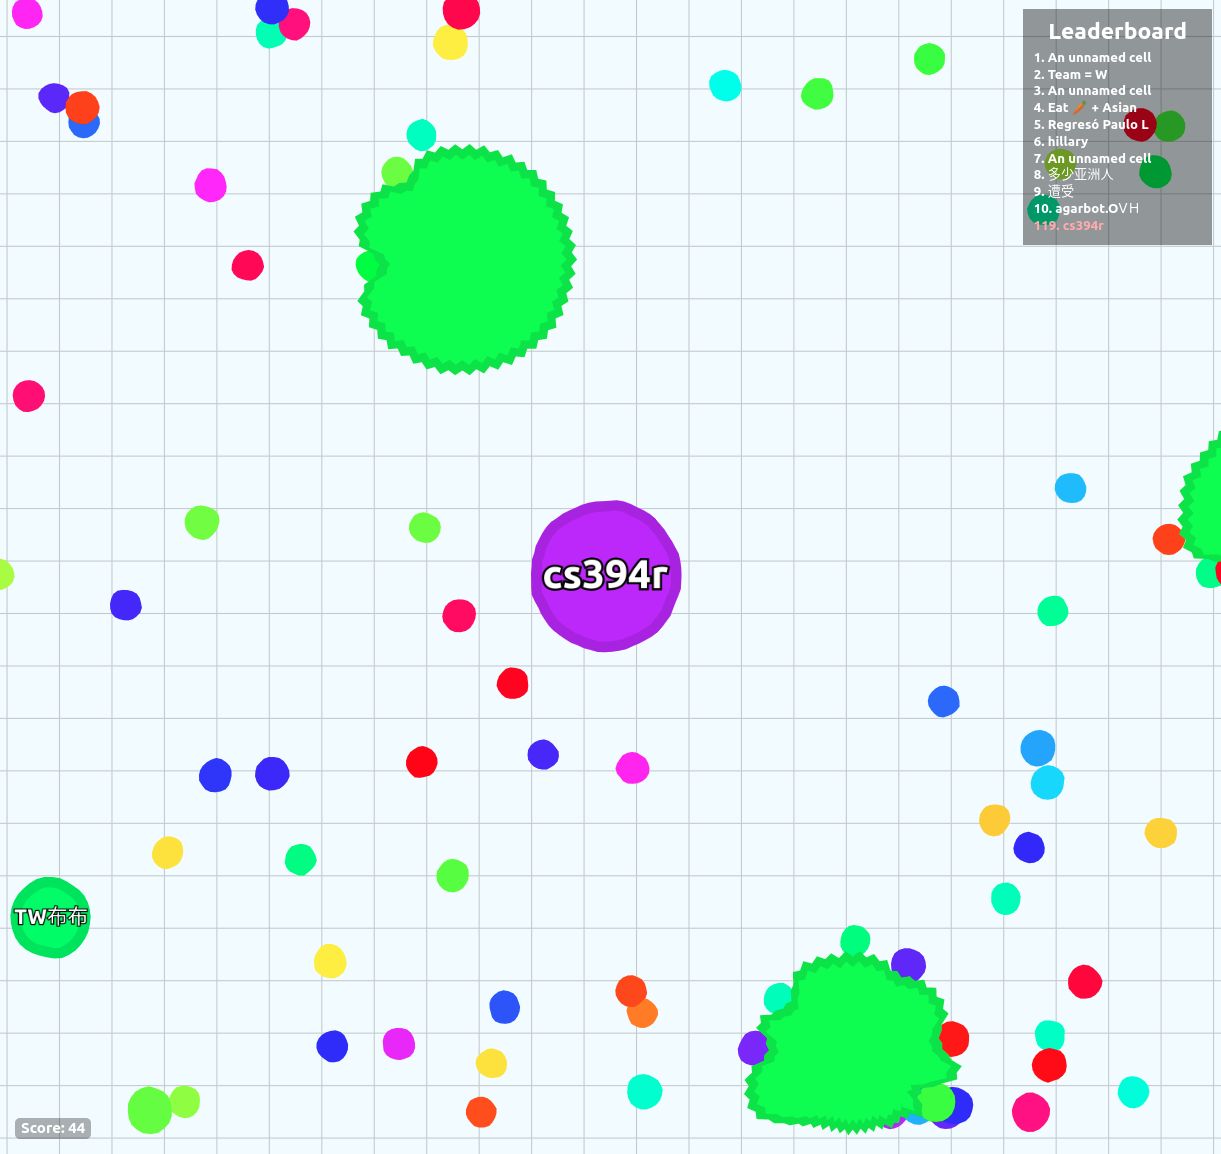 Leaderboard
1. An unnamed cell
2. Team = W
3. An unnamed cell
4. Eat 🥕 + Asian
5. Regresó Paulo L
6. hillary
7. An unnamed cell
8. 多少亚洲人
9. 遭受
10. agarbot.OVH
119. cs394r
cs394r
TW布布
Score: 44